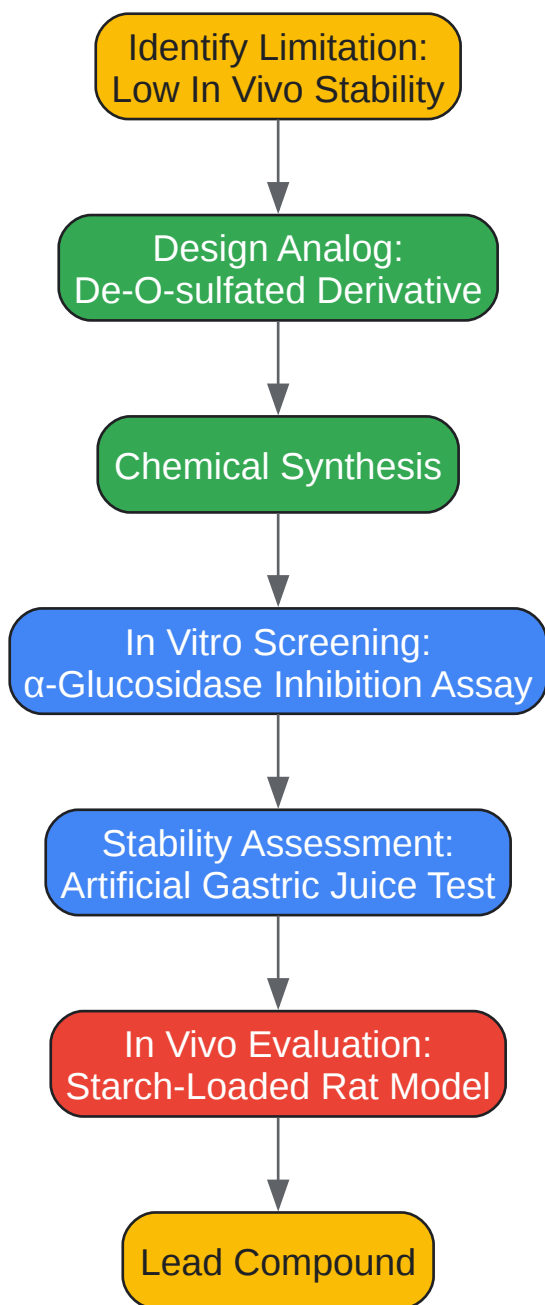 Identify Limitation:
Low In Vivo Stability
Design Analog:
De-O-sulfated Derivative
Chemical Synthesis
In Vitro Screening:
α-Glucosidase Inhibition Assay
Stability Assessment:
Artificial Gastric Juice Test
In Vivo Evaluation:
Starch-Loaded Rat Model
Lead Compound